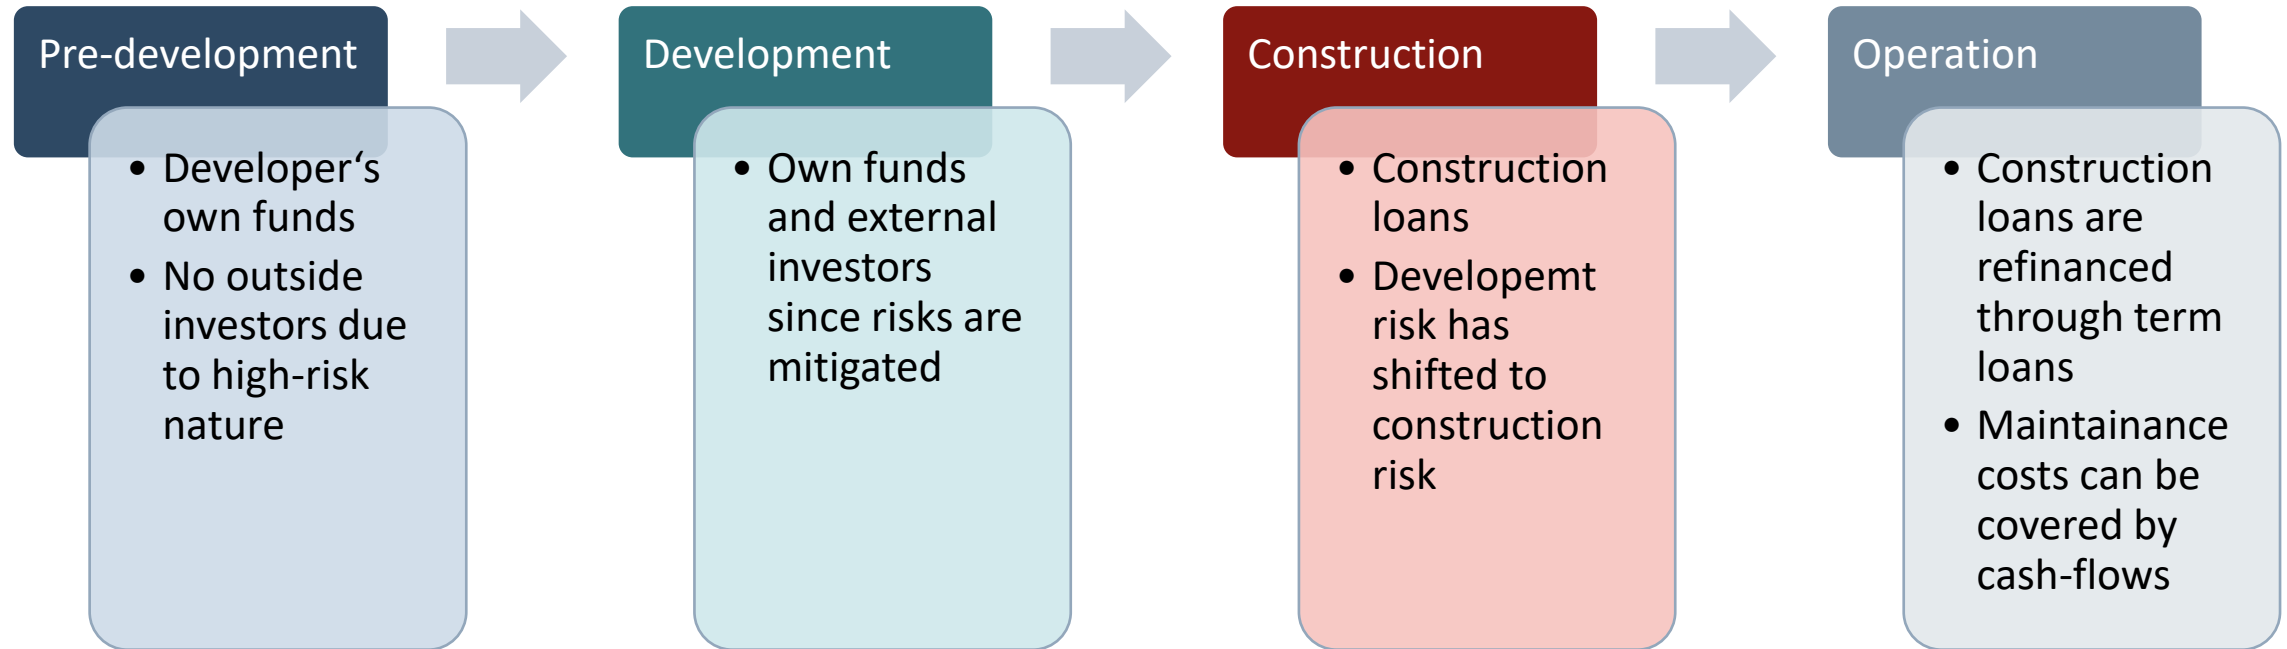 Pre-development
• Developer‘s
own funds
• No outside
investors due
to high-risk
nature
Development
• Own funds
and external
investors
since risks are
mitigated
Construction
• Construction
loans
• Developemt
risk has
shifted to
construction
risk
Operation
• Construction
loans are
refinanced
through term
loans
• Maintainance
costs can be
covered by
cash-flows